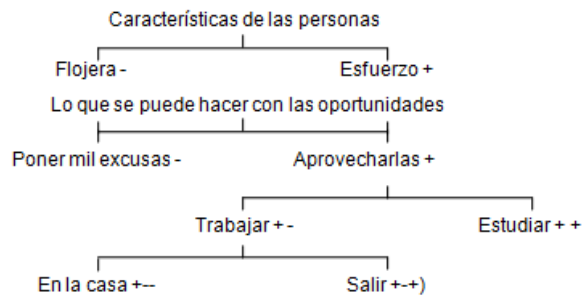 Características de las personas
Flojera - Esfuerzo +
Lo que se puede hacer con las oportunidades
Poner mil excusas - Aprovecharlas +
Trabajar + - Estudiar + +
En la casa +-- Salir +-+)